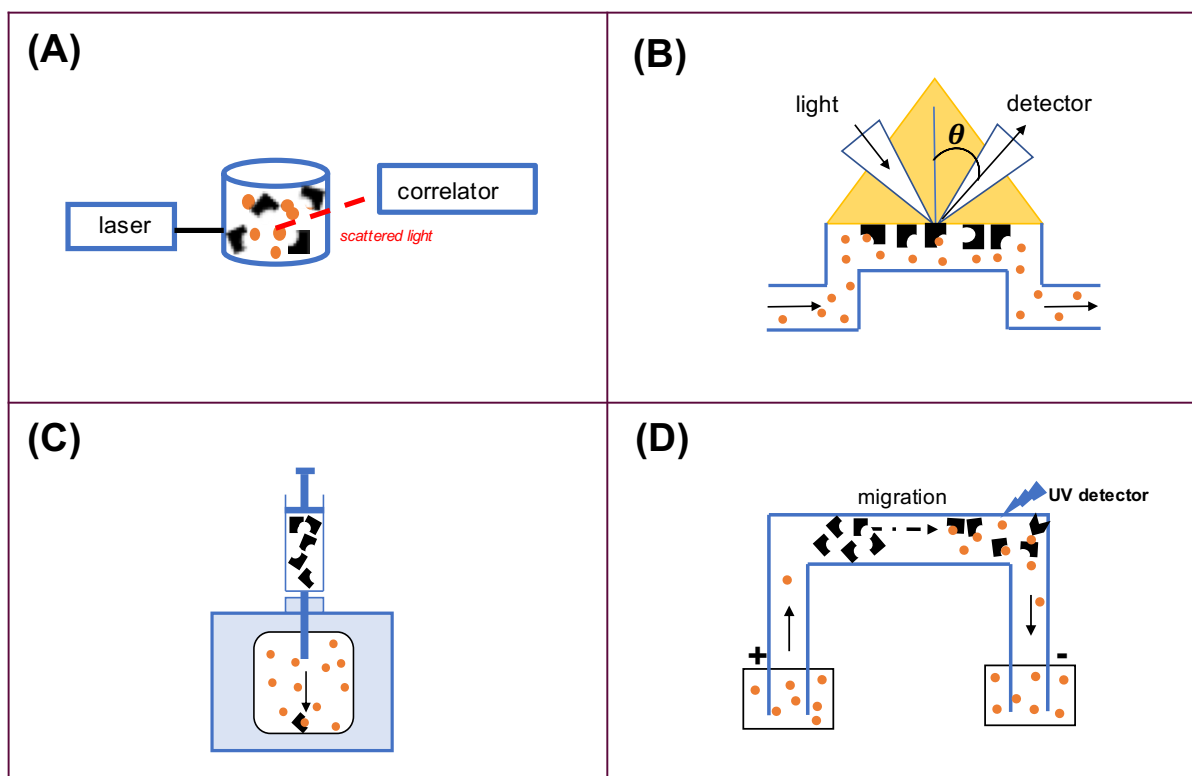 (A)
laser
correlator
scattered light
(B)
light
detector
θ
(C)
(D)
migration
UV detector
+
-